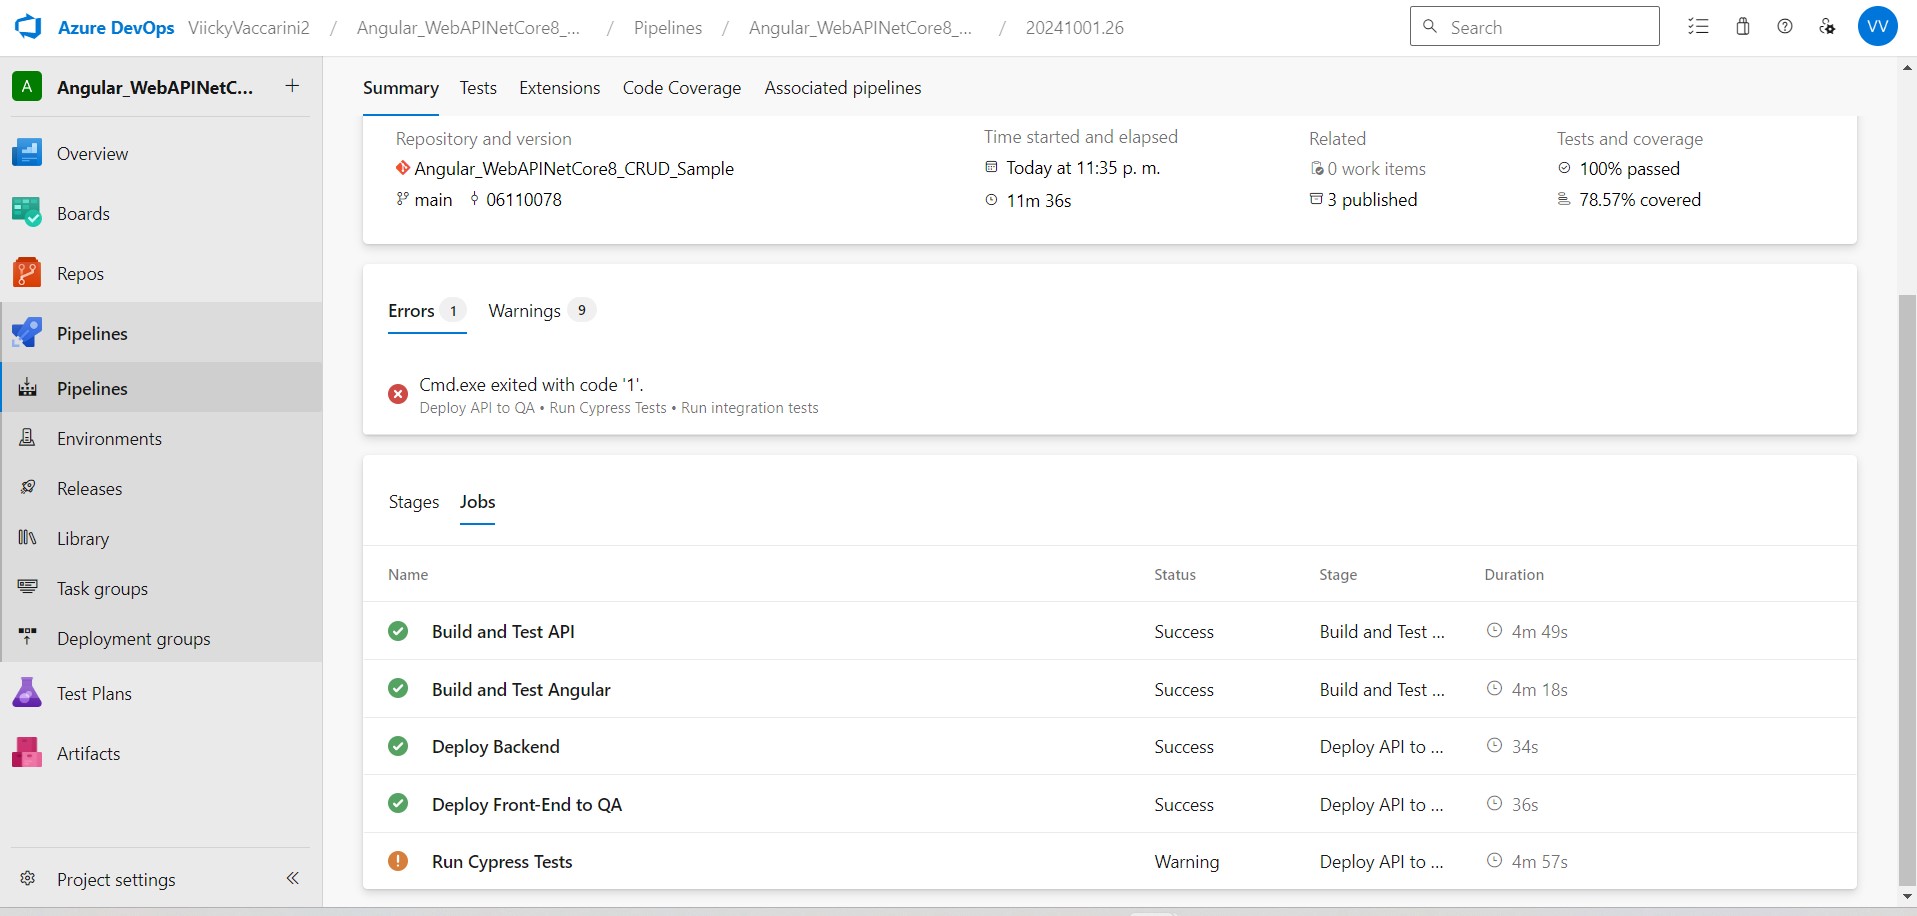 Azure DevOps ViickyVaccarini2 / Angular_WebAPINetCore8_... / Pipelines / Angular_WebAPINetCore8_... / 20241001.26 Search VV
A Angular_WebAPINetC... +
Overview
Boards
Repos
Pipelines
Pipelines
Environments
Releases
Library
Task groups
Deployment groups
Test Plans
Artifacts
Project settings
Summary Tests Extensions Code Coverage Associated pipelines
Repository and version Time started and elapsed Related Tests and coverage
Angular_WebAPINetCore8_CRUD_Sample Today at 11:35 p. m. 0 work items 100% passed
main 06110078 11m 36s 3 published 78.57% covered
Errors 1 Warnings 9
Cmd.exe exited with code '1'.
Deploy API to QA • Run Cypress Tests • Run integration tests
Stages Jobs
Name Status Stage Duration
Build and Test API Success Build and Test ... 4m 49s
Build and Test Angular Success Build and Test ... 4m 18s
Deploy Backend Success Deploy API to ... 34s
Deploy Front-End to QA Success Deploy API to ... 36s
Run Cypress Tests Warning Deploy API to ... 4m 57s